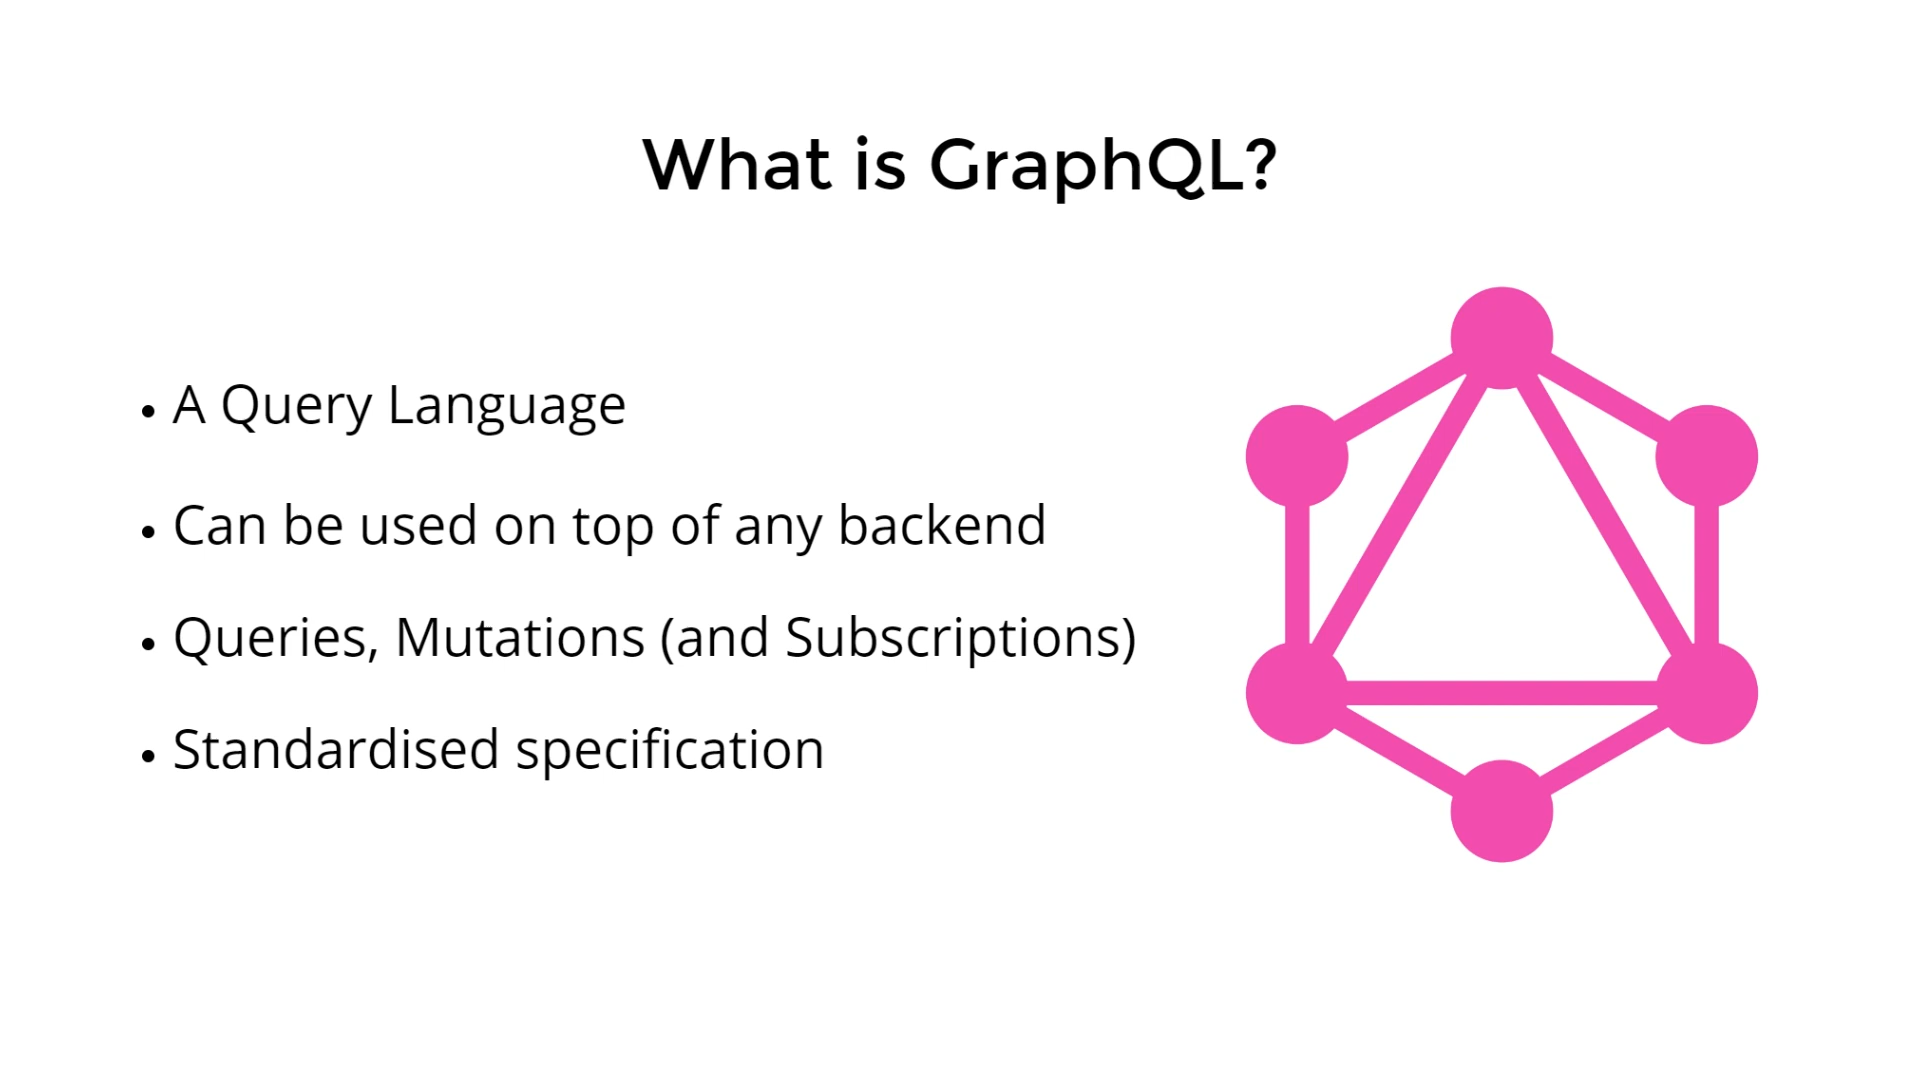 What is GraphQL?
• A Query Language
• Can be used on top of any backend
• Queries, Mutations (and Subscriptions)
• Standardised specification